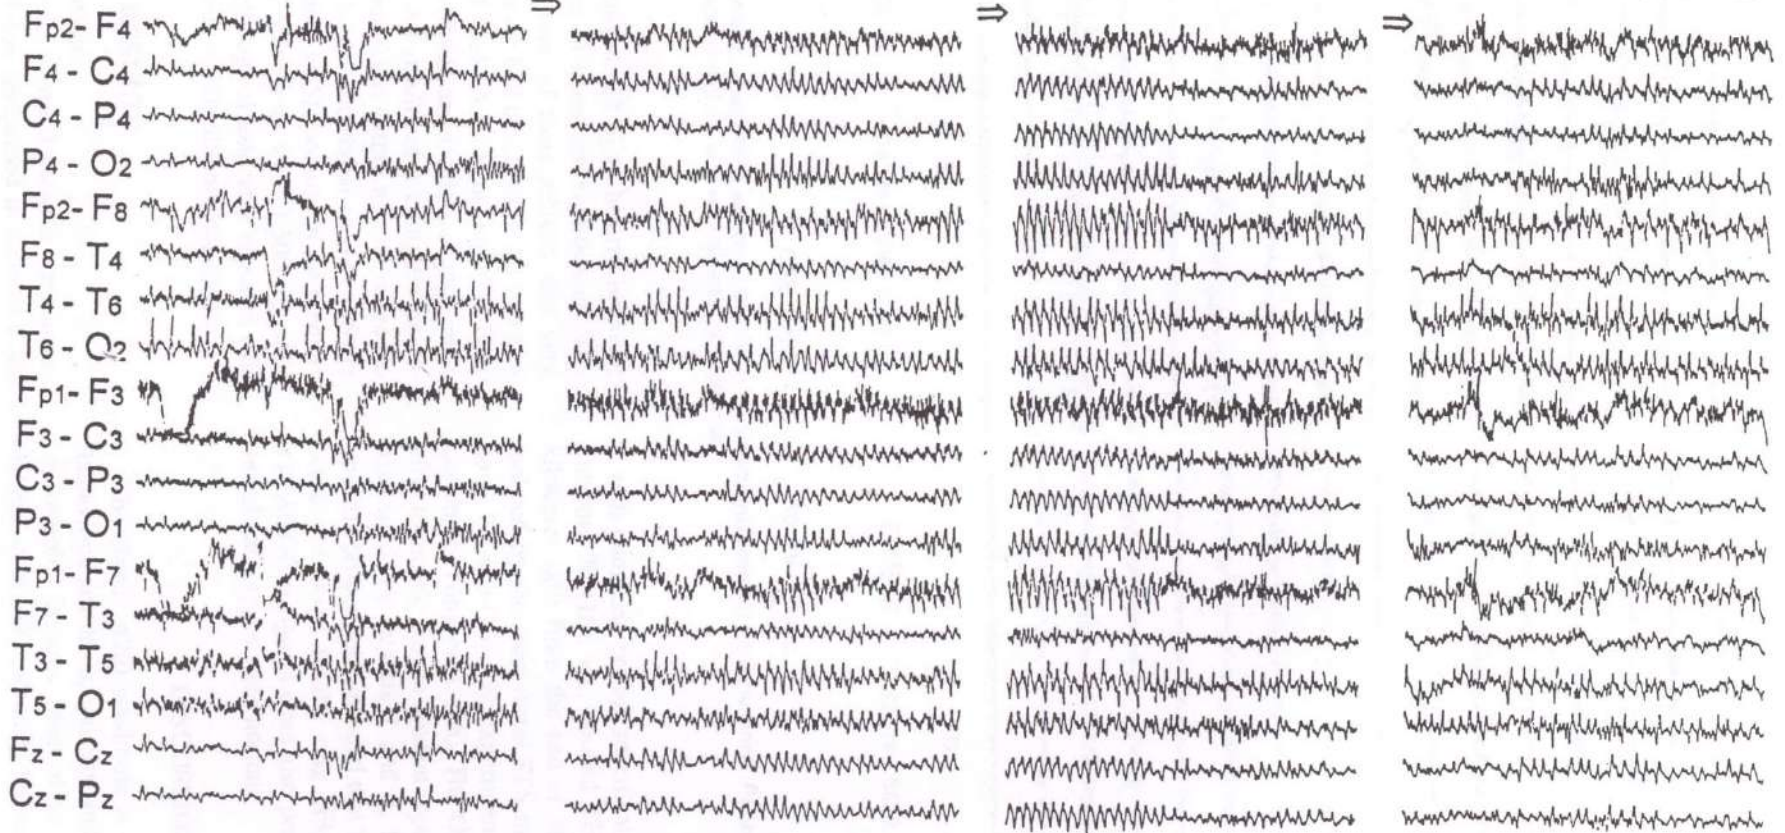 Fp2- F4
F4 - C4
C4 - P4
P4 - O2
Fp2- F8
F8 - T4
T4 - T6
T6 - O2
Fp1- F3
F3 - C3
C3 - P3
P3 - O1
Fp1- F7
F7 - T3
T3 - T5
T5 - O1
Fz - Cz
Cz - Pz